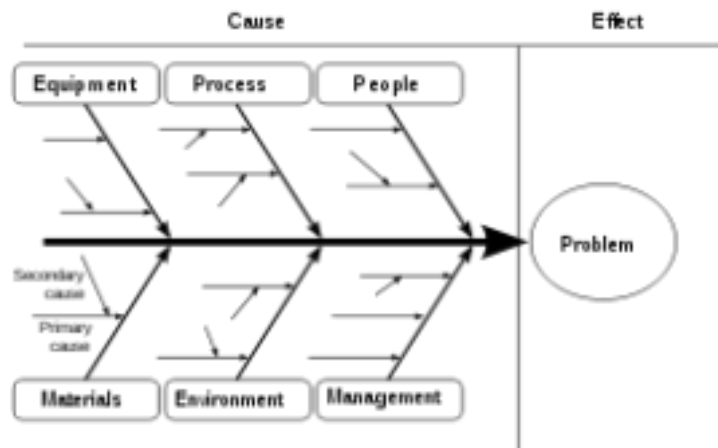 Cause Effect
Equipment Process People
Problem
Secondary
cause
Primary
cause
Materials Environment Management